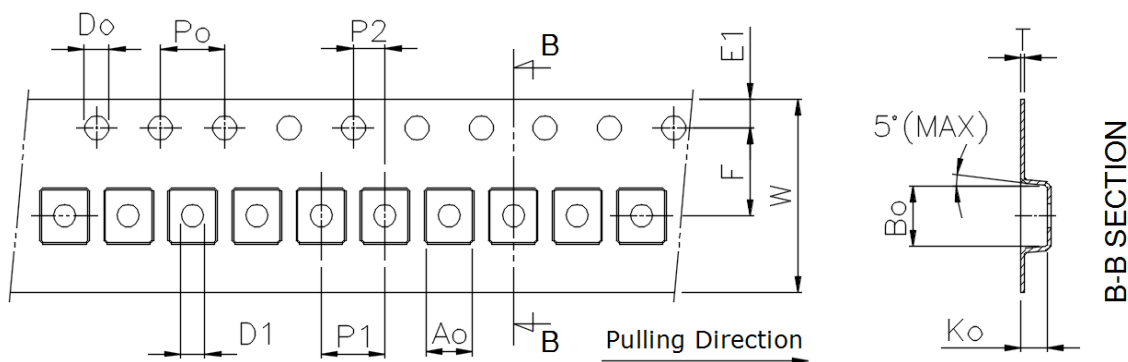 Do
Po
P2
B
E1
T
5°(MAX)
F
W
Bo
B-B SECTION
D1
P1
Ao
B
Pulling Direction
Ko